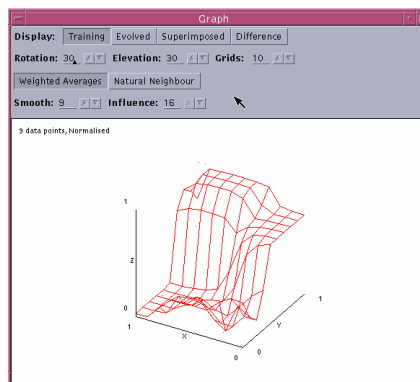 Graph
Display: Training Evolved Superimposed Difference
Rotation: 30 Elevation: 30 Grids: 10
Weighted Averages Natural Neighbour
Smooth: 9 Influence: 16
9 data points, Normalised
1
Z
0
1
X
0
0
Y
1